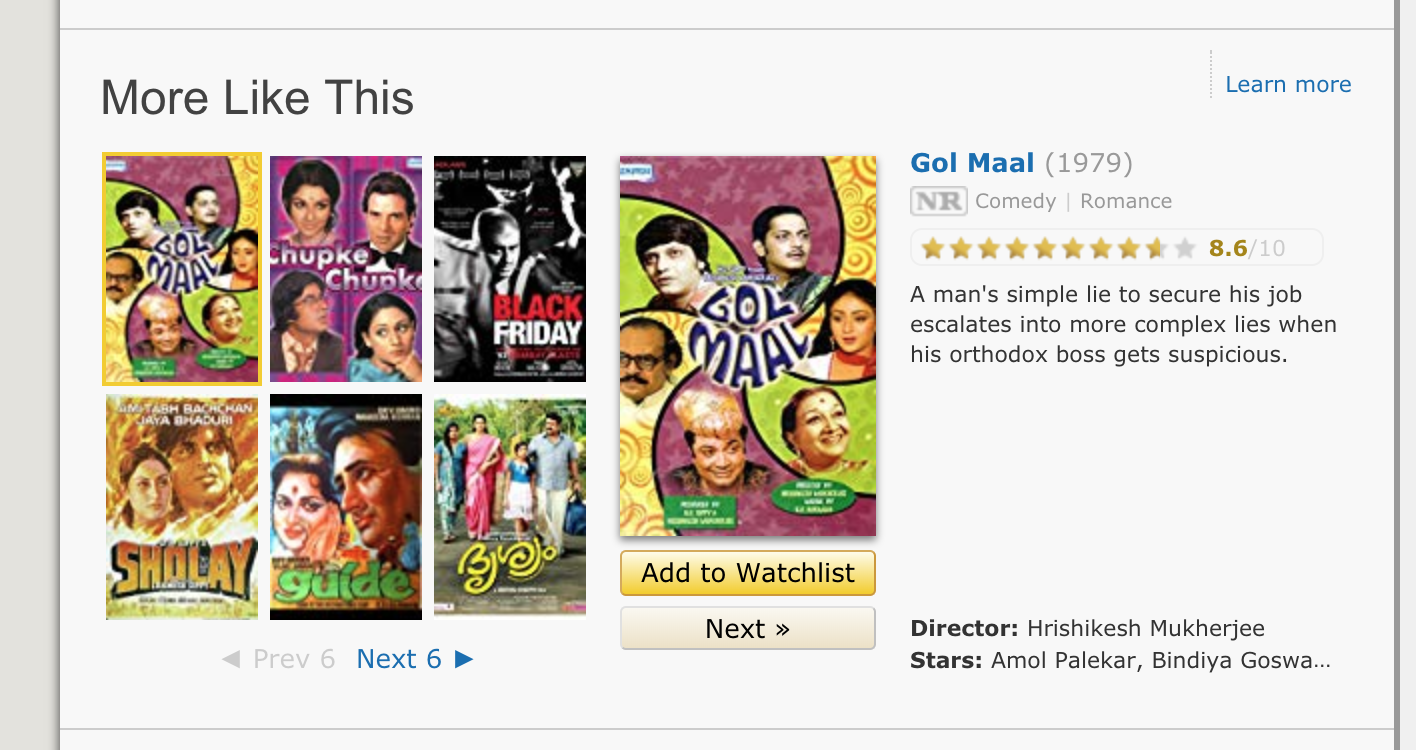 More Like This
Learn more
GOL
MAAL
Chupke
Chupke
BLACK
FRIDAY
AMITABH BACHCHAN
JAYA BHADURI
SHOLAY
guide
ദൃശ്യം
◀ Prev 6 Next 6 ▶
GOL
MAAL
Add to Watchlist
Next »
Gol Maal (1979)
NR Comedy | Romance
8.6/10
A man's simple lie to secure his job
escalates into more complex lies when
his orthodox boss gets suspicious.
Director: Hrishikesh Mukherjee
Stars: Amol Palekar, Bindiya Goswa...